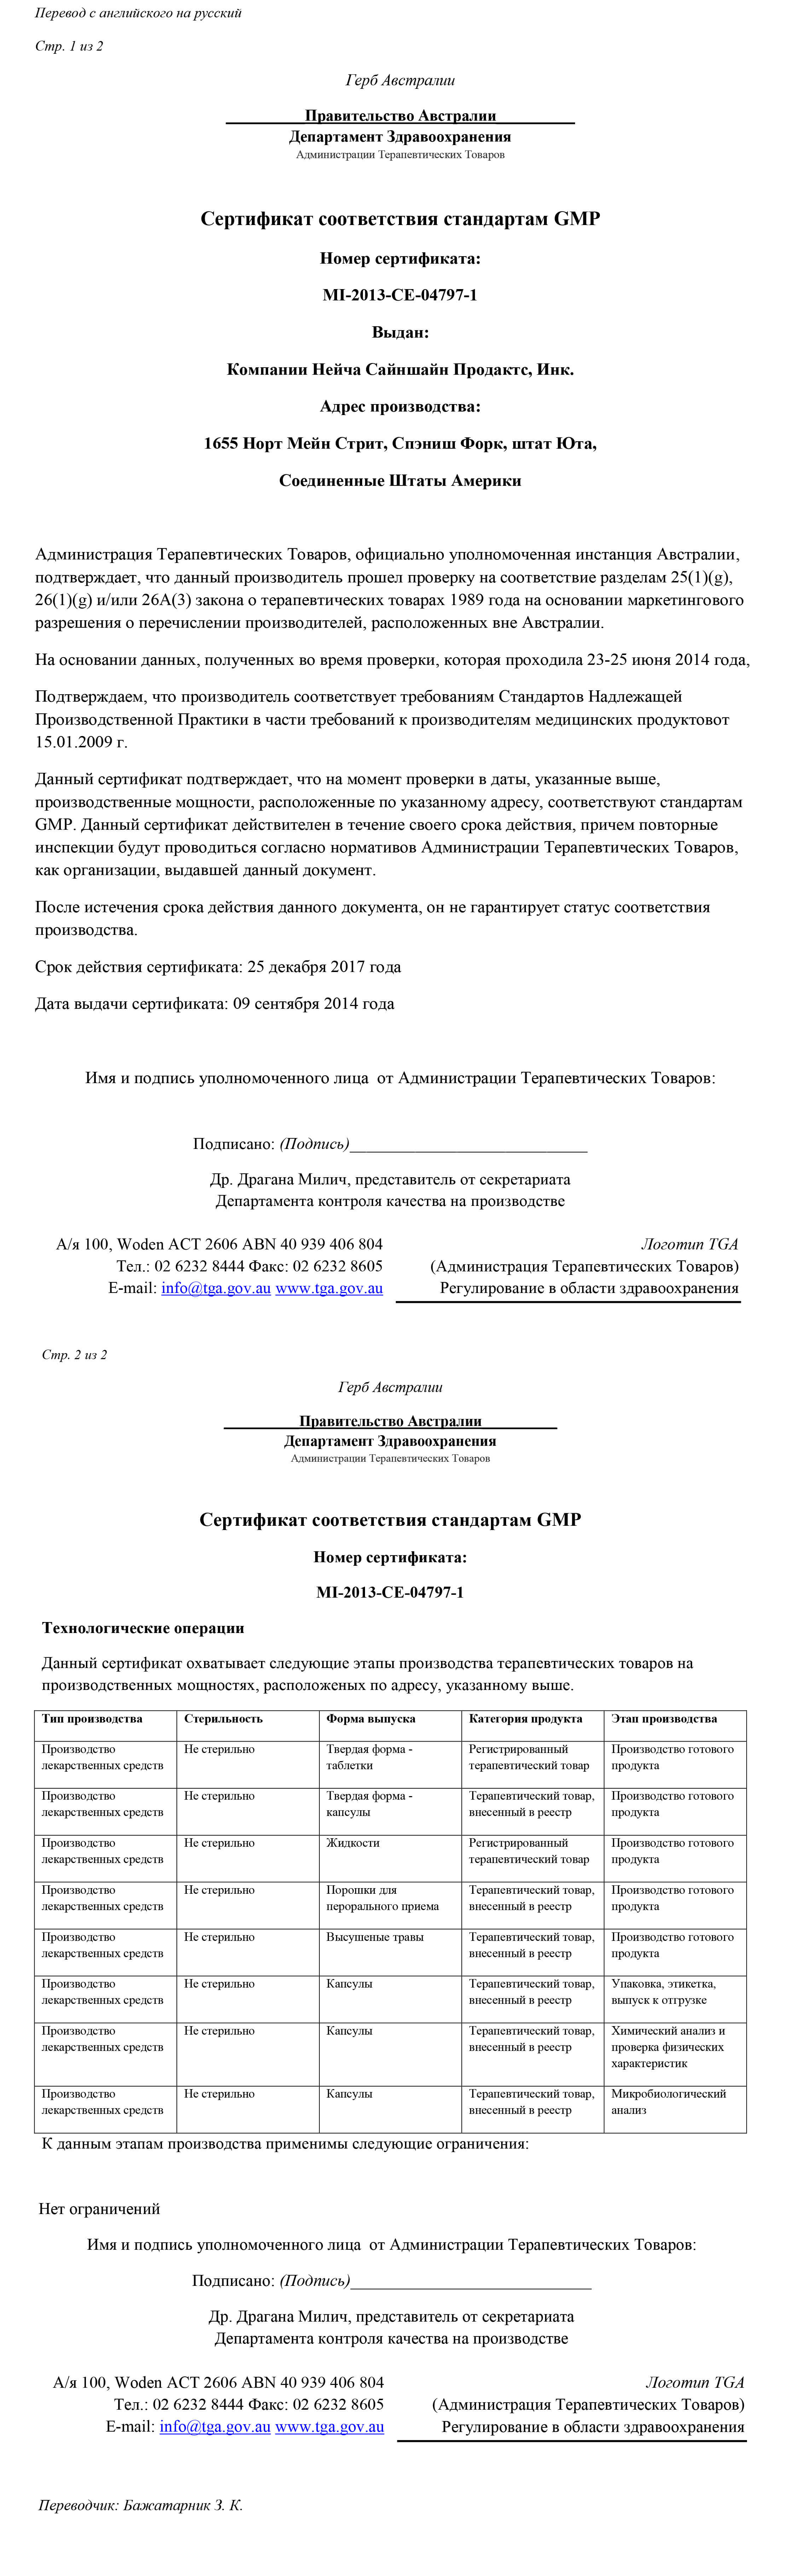 Перевод с английского на русский
Стр. 1 из 2
Герб Австралии
Правительство Австралии
Департамент Здравоохранения
Администрации Терапевтических Товаров
Сертификат соответствия стандартам GMP
Номер сертификата:
MI-2013-CE-04797-1
Выдан:
Компании Нейча Сайншайн Продактс, Инк.
Адрес производства:
1655 Норт Мейн Стрит, Спэниш Форк, штат Юта,
Соединенные Штаты Америки
Администрация Терапевтических Товаров, официально уполномоченная инстанция Австралии,
подтверждает, что данный производитель прошел проверку на соответствие разделам 25(1)(g),
26(1)(g) и/или 26A(3) закона о терапевтических товарах 1989 года на основании маркетингового
разрешения о перечислении производителей, расположенных вне Австралии.
На основании данных, полученных во время проверки, которая проходила 23-25 июня 2014 года,
Подтверждаем, что производитель соответствует требованиям Стандартов Надлежащей
Производственной Практики в части требований к производителям медицинских продуктовот
15.01.2009 г.
Данный сертификат подтверждает, что на момент проверки в даты, указанные выше,
производственные мощности, расположенные по указанному адресу, соответствуют стандартам
GMP. Данный сертификат действителен в течение своего срока действия, причем повторные
инспекции будут проводиться согласно нормативов Администрации Терапевтических Товаров,
как организации, выдавшей данный документ.
После истечения срока действия данного документа, он не гарантирует статус соответствия
производства.
Срок действия сертификата: 25 декабря 2017 года
Дата выдачи сертификата: 09 сентября 2014 года
Имя и подпись уполномоченного лица от Администрации Терапевтических Товаров:
Подписано: (Подпись)____________________________
Др. Драгана Милич, представитель от секретариата
Департамента контроля качества на производстве
А/я 100, Woden ACT 2606 ABN 40 939 406 804
Тел.: 02 6232 8444 Факс: 02 6232 8605
E-mail: info@tga.gov.au www.tga.gov.au
Логотип TGA
(Администрация Терапевтических Товаров)
Регулирование в области здравоохранения
Стр. 2 из 2
Герб Австралии
Правительство Австралии
Департамент Здравоохранения
Администрации Терапевтических Товаров
Сертификат соответствия стандартам GMP
Номер сертификата:
MI-2013-CE-04797-1
Технологические операции
Данный сертификат охватывает следующие этапы производства терапевтических товаров на
производственных мощностях, расположеных по адресу, указанному выше.
Тип производства Стерильность Форма выпуска Категория продукта Этап производства
Производство Не стерильно Твердая форма - Регистрированный Производство готового
лекарственных средств таблетки терапевтический товар продукта
Производство Не стерильно Твердая форма - Терапевтический товар, Производство готового
лекарственных средств капсулы внесенный в реестр продукта
Производство Не стерильно Жидкости Регистрированный Производство готового
лекарственных средств терапевтический товар продукта
Производство Не стерильно Порошки для Терапевтический товар, Производство готового
лекарственных средств перорального приема внесенный в реестр продукта
Производство Не стерильно Высушеные травы Терапевтический товар, Производство готового
лекарственных средств внесенный в реестр продукта
Производство Не стерильно Капсулы Терапевтический товар, Упаковка, этикетка,
лекарственных средств внесенный в реестр выпуск к отгрузке
Производство Не стерильно Капсулы Терапевтический товар, Химический анализ и
лекарственных средств внесенный в реестр проверка физических
характеристик
Производство Не стерильно Капсулы Терапевтический товар, Микробиологический
лекарственных средств внесенный в реестр анализ
К данным этапам производства применимы следующие ограничения:
Нет ограничений
Имя и подпись уполномоченного лица от Администрации Терапевтических Товаров:
Подписано: (Подпись)____________________________
Др. Драгана Милич, представитель от секретариата
Департамента контроля качества на производстве
А/я 100, Woden ACT 2606 ABN 40 939 406 804
Тел.: 02 6232 8444 Факс: 02 6232 8605
E-mail: info@tga.gov.au www.tga.gov.au
Логотип TGA
(Администрация Терапевтических Товаров)
Регулирование в области здравоохранения
Переводчик: Бажатарник З. К.